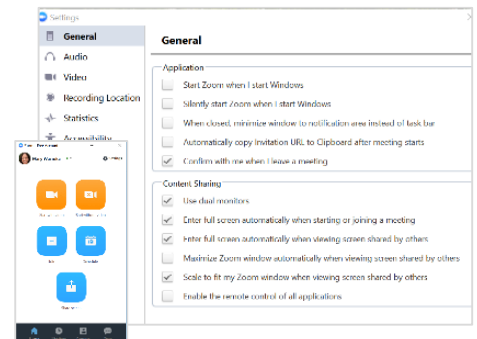 Settings
General
Audio
Video
Recording Location
Statistics
Accessibility
General
Application
Start Zoom when I start Windows
Silently start Zoom when I start Windows
When closed, minimize window to notification area instead of task bar
Automatically copy Invitation URL to Clipboard after meeting starts
Confirm with me when I leave a meeting
Content Sharing
Use dual monitors
Enter full screen automatically when starting or joining a meeting
Enter full screen automatically when viewing screen shared by others
Maximize Zoom window automatically when viewing screen shared by others
Scale to fit my Zoom window when viewing screen shared by others
Enable the remote control of all applications